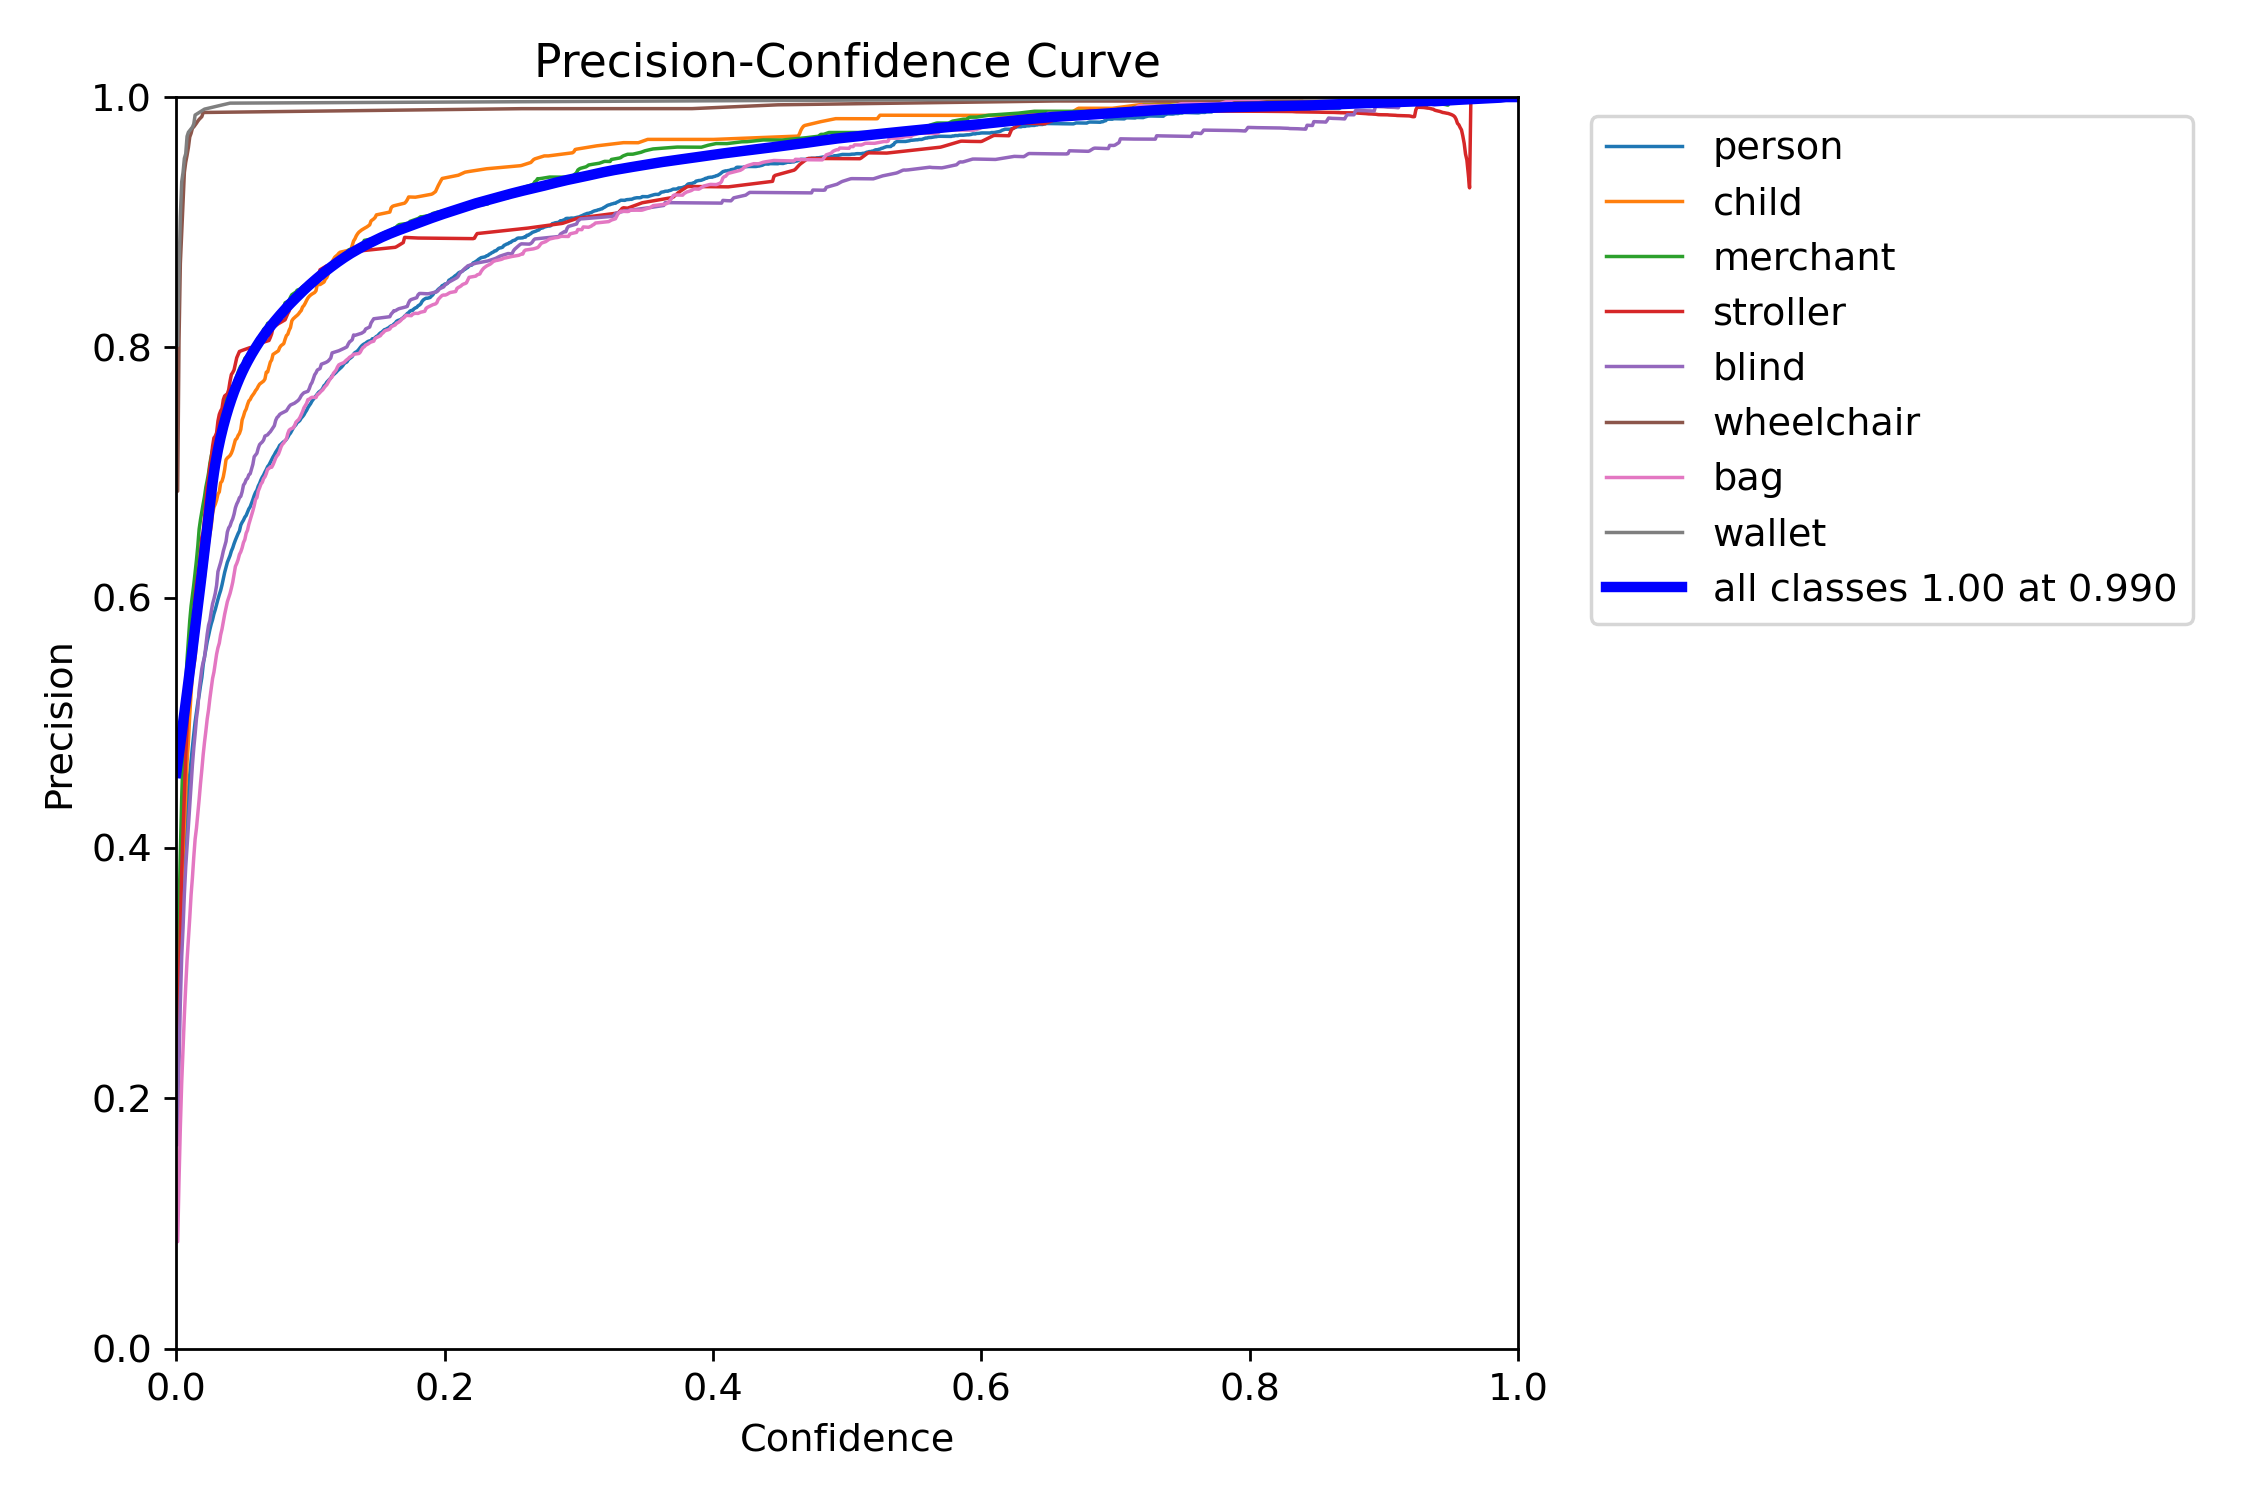 Precision-Confidence Curve
1.0
0.8
0.6
0.4
0.2
0.0
Precision
0.0 0.2 0.4 0.6 0.8 1.0
Confidence
person
child
merchant
stroller
blind
wheelchair
bag
wallet
all classes 1.00 at 0.990